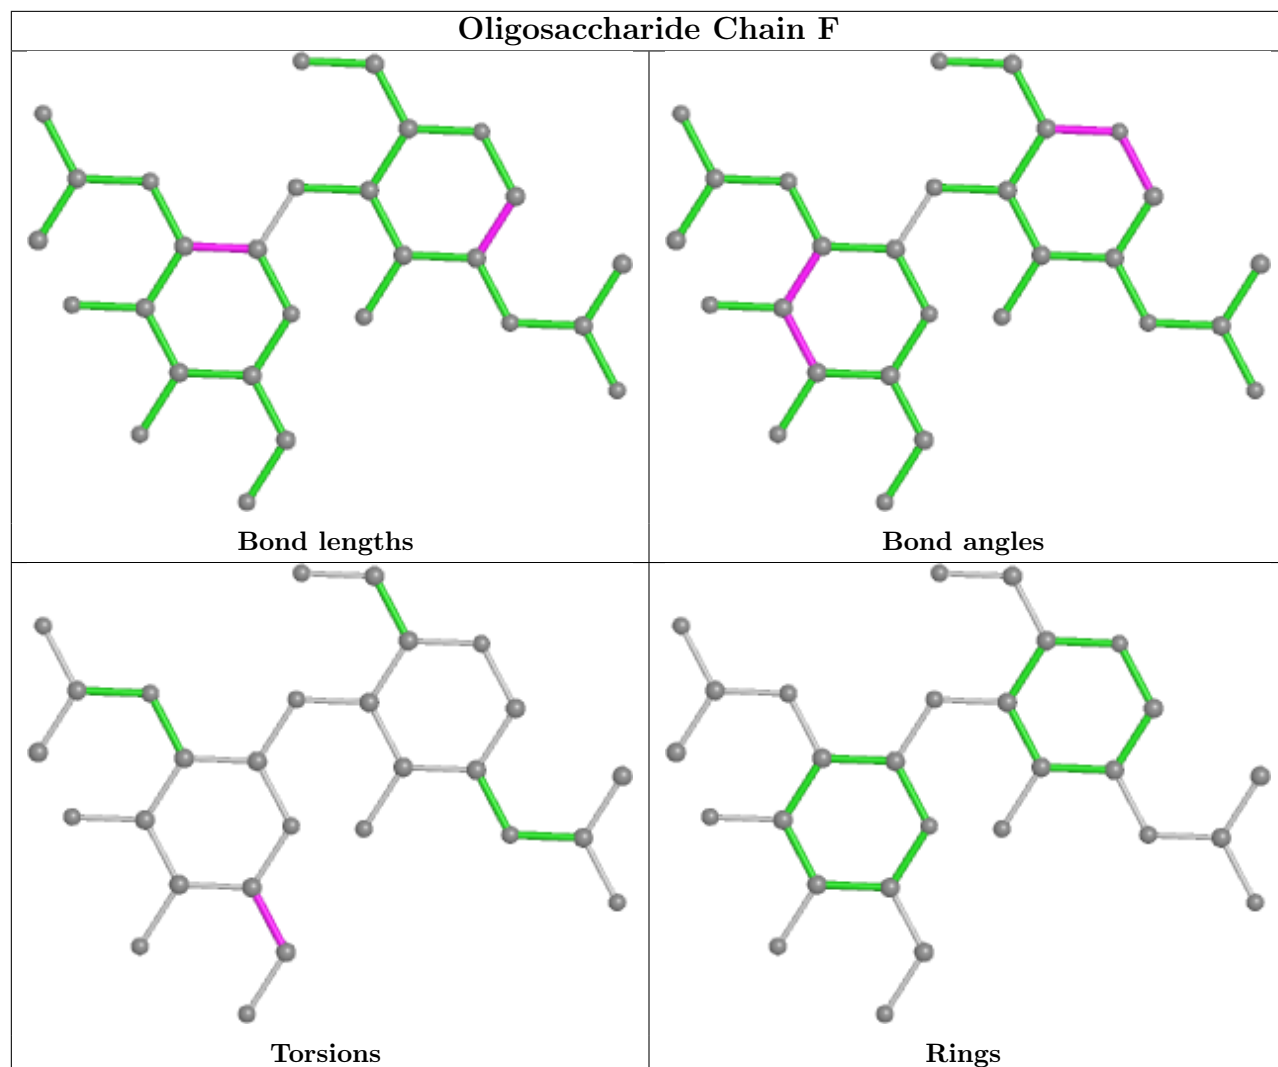 Oligosaccharide Chain F
Bond lengths
Bond angles
Torsions
Rings